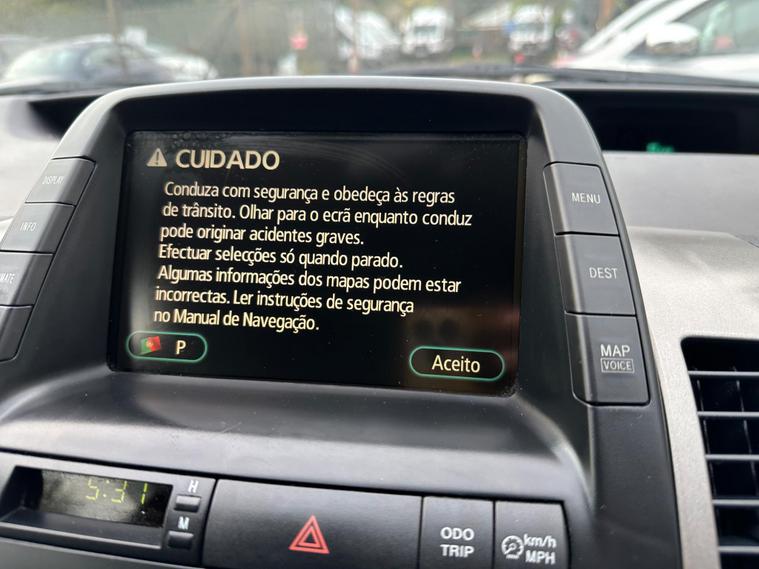 CUIDADO
Conduza com segurança e obedeça às regras
de trânsito. Olhar para o ecrã enquanto conduz
pode originar acidentes graves.
Efectuar selecções só quando parado.
Algumas informações dos mapas podem estar
incorrectas. Ler instruções de segurança
no Manual de Navegação.
P
Aceito
DISPLAY
INFO
MENU
DEST
MAP
VOICE
5:31
H
M
ODO
TRIP
km/h
MPH